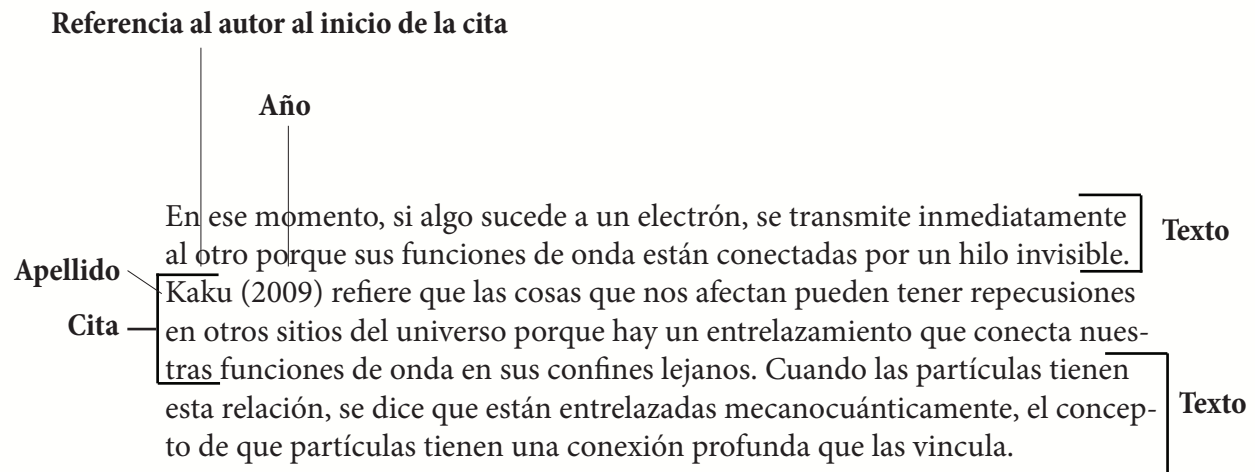 Referencia al autor al inicio de la cita
Año
En ese momento, si algo sucede a un electrón, se transmite inmediatamente
al otro porque sus funciones de onda están conectadas por un hilo invisible.
Texto
Apellido
Kaku (2009) refiere que las cosas que nos afectan pueden tener repecusiones
Cita
en otros sitios del universo porque hay un entrelazamiento que conecta nues-
tras funciones de onda en sus confines lejanos. Cuando las partículas tienen
esta relación, se dice que están entrelazadas mecanocuánticamente, el concep-
Texto
to de que partículas tienen una conexión profunda que las vincula.